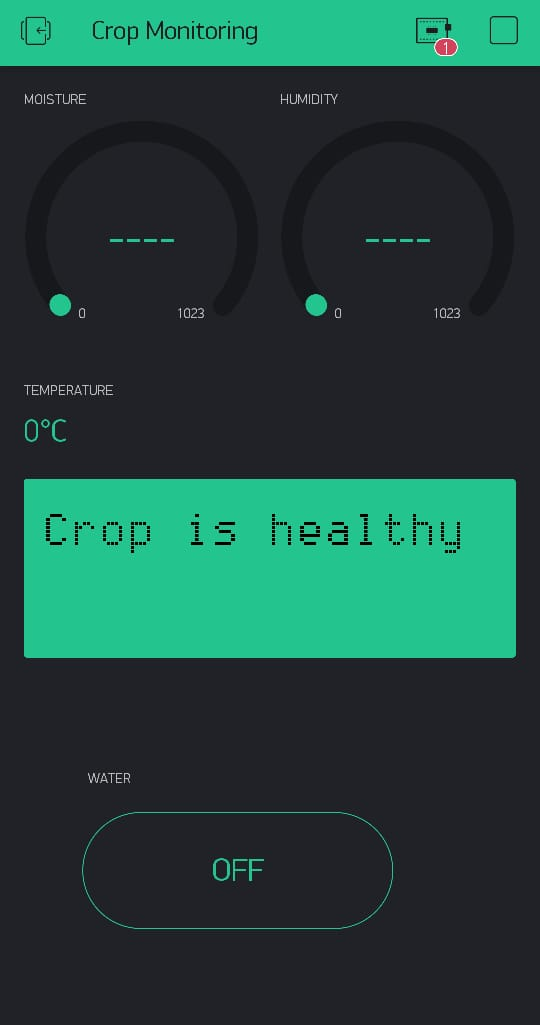 Crop Monitoring
1
MOISTURE
HUMIDITY
----
----
0
1023
0
1023
TEMPERATURE
0°C
Crop is healthy
WATER
OFF